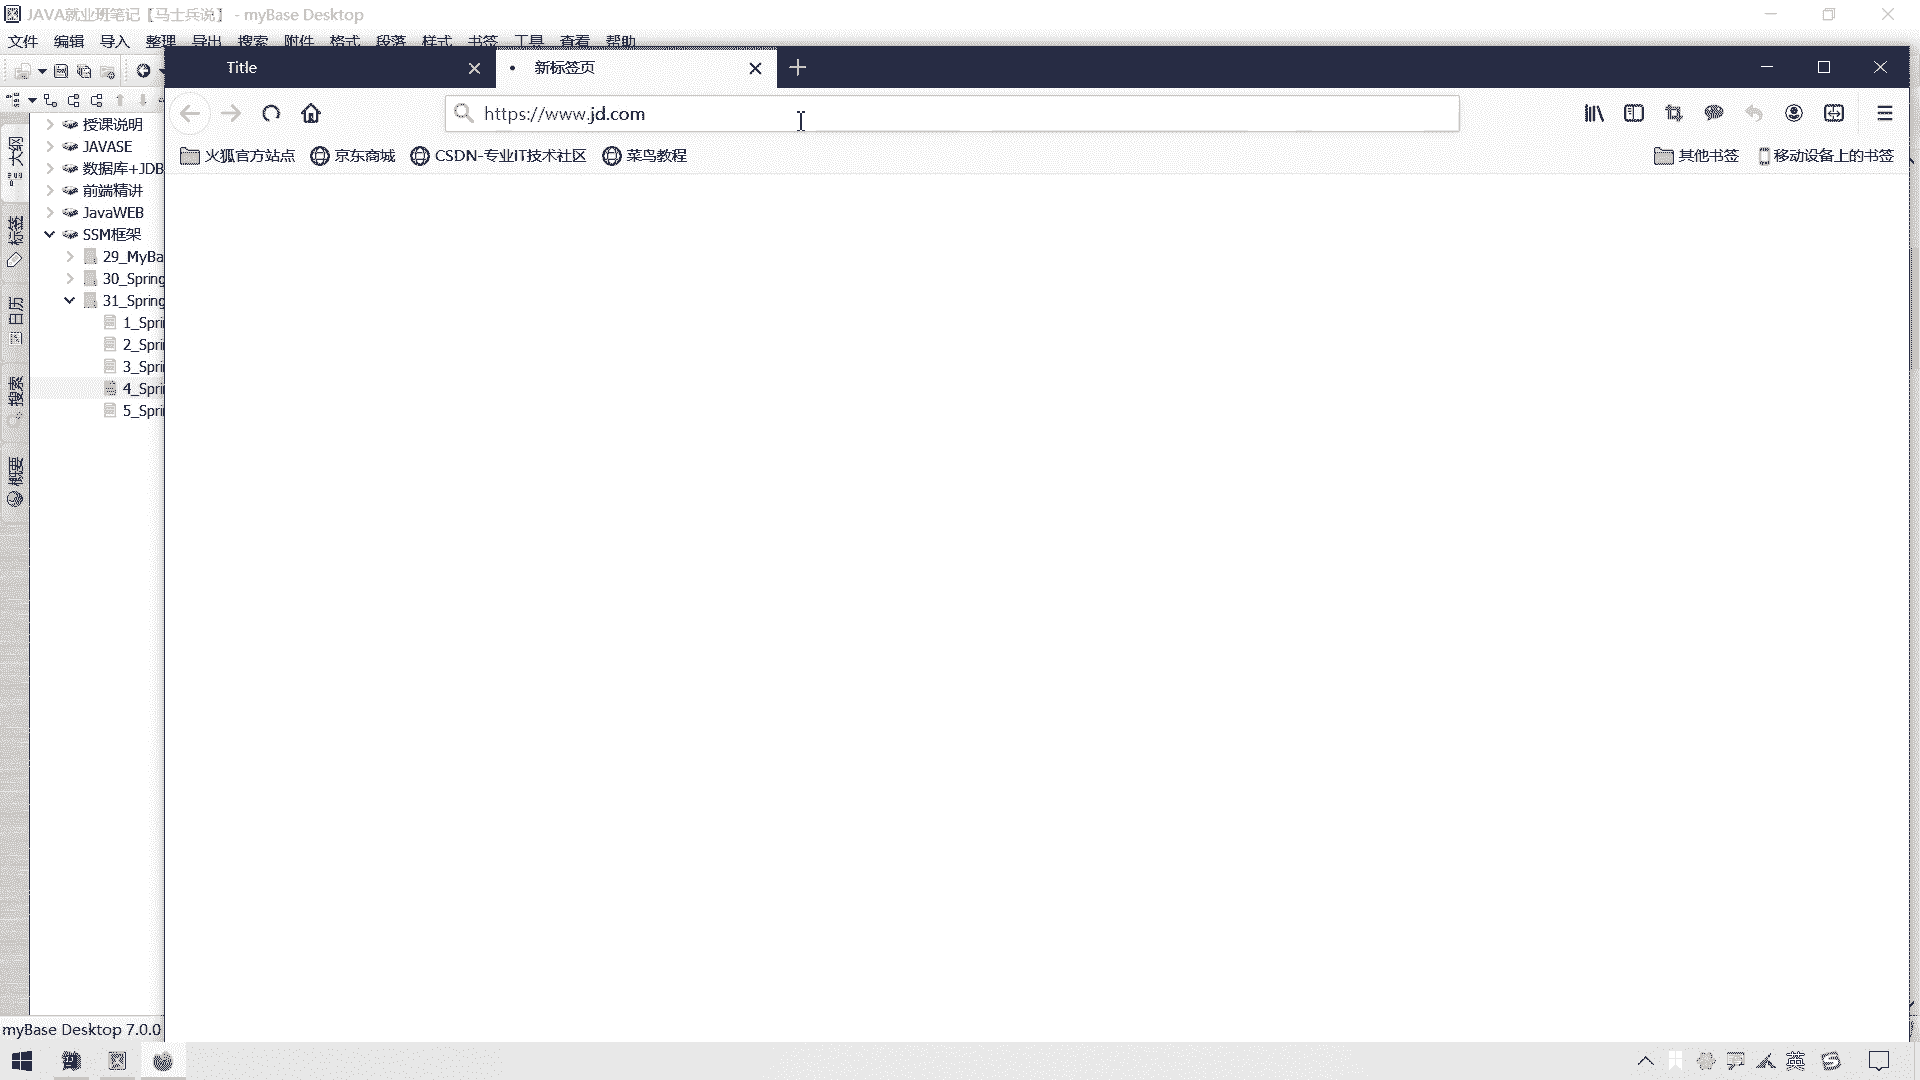 JAVA就业班笔记【马士兵说】 - myBase Desktop
文件 编辑 导入 整理 导出 搜索 附件 格式 段落 样式 书签 工具 查看 帮助
Title
新标签页
https://www.jd.com
火狐官方站点 京东商城 CSDN-专业IT技术社区 菜鸟教程 其他书签 移动设备上的书签
大纲
标签
日历
搜索
概要
授课说明
JAVASE
数据库+JDB
前端精讲
JavaWEB
SSM框架
29_MyBa
30_Spring
31_Spring
1_Spri
2_Spri
3_Spri
4_Spri
5_Spri
myBase Desktop 7.0.0
英